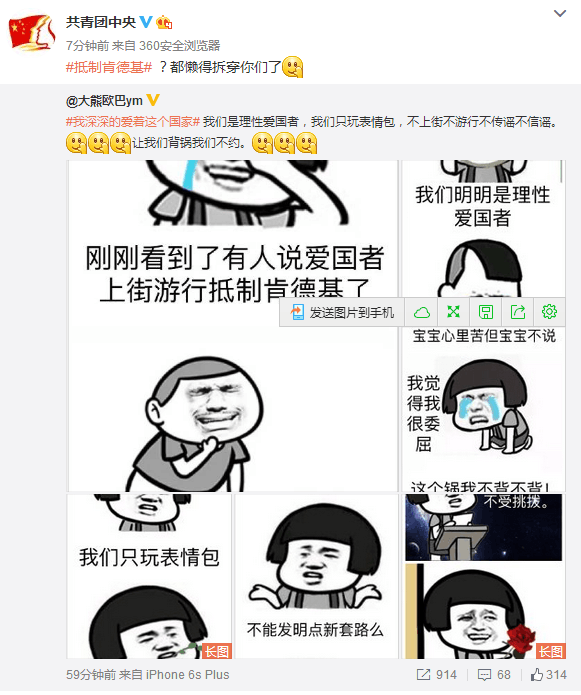 共青团中央
7分钟前 来自 360安全浏览器
#抵制肯德基# ？都懒得拆穿你们了
@大熊欧巴ym
#我深深的爱着这个国家# 我们是理性爱国者，我们只玩表情包，不上街不游行不传谣不信谣。
让我们背锅我们不约。
刚刚看到了有人说爱国者
上街游行抵制肯德基了
我们明明是理性
爱国者
发送图片到手机
宝宝心里苦但宝宝不说
我觉
得我
很委
屈
这个锅我不背不背！
我们只玩表情包
长图
不能发明点新套路么
不受挑拨。
长图
59分钟前 来自 iPhone 6s Plus
914
68
314